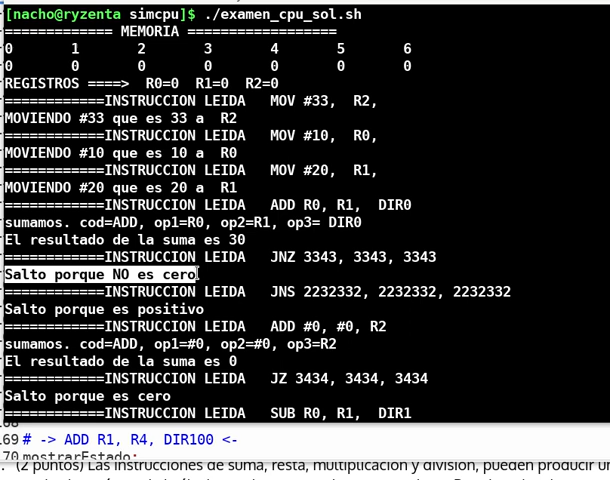 [nacho@ryzenta simcpu]$ ./examen_cpu_sol.sh
============= MEMORIA =================
0 1 2 3 4 5 6
0 0 0 0 0 0 0
REGISTROS ====> R0=0 R1=0 R2=0
============INSTRUCCION LEIDA MOV #33, R2,
MOVIENDO #33 que es 33 a R2
============INSTRUCCION LEIDA MOV #10, R0,
MOVIENDO #10 que es 10 a R0
============INSTRUCCION LEIDA MOV #20, R1,
MOVIENDO #20 que es 20 a R1
============INSTRUCCION LEIDA ADD R0, R1, DIR0
sumamos. cod=ADD, op1=R0, op2=R1, op3= DIR0
El resultado de la suma es 30
============INSTRUCCION LEIDA JNZ 3343, 3343, 3343
Salto porque NO es cero
============INSTRUCCION LEIDA JNS 2232332, 2232332, 2232332
Salto porque es positivo
============INSTRUCCION LEIDA ADD #0, #0, R2
sumamos. cod=ADD, op1=#0, op2=#0, op3=R2
El resultado de la suma es 0
============INSTRUCCION LEIDA JZ 3434, 3434, 3434
Salto porque es cero
============INSTRUCCION LEIDA SUB R0, R1, DIR1
69 # -> ADD R1, R4, DIR100 <-
70 mostrarEstado;
(2 puntos) Las instrucciones de suma, resta, multiplicación y división, pueden producir